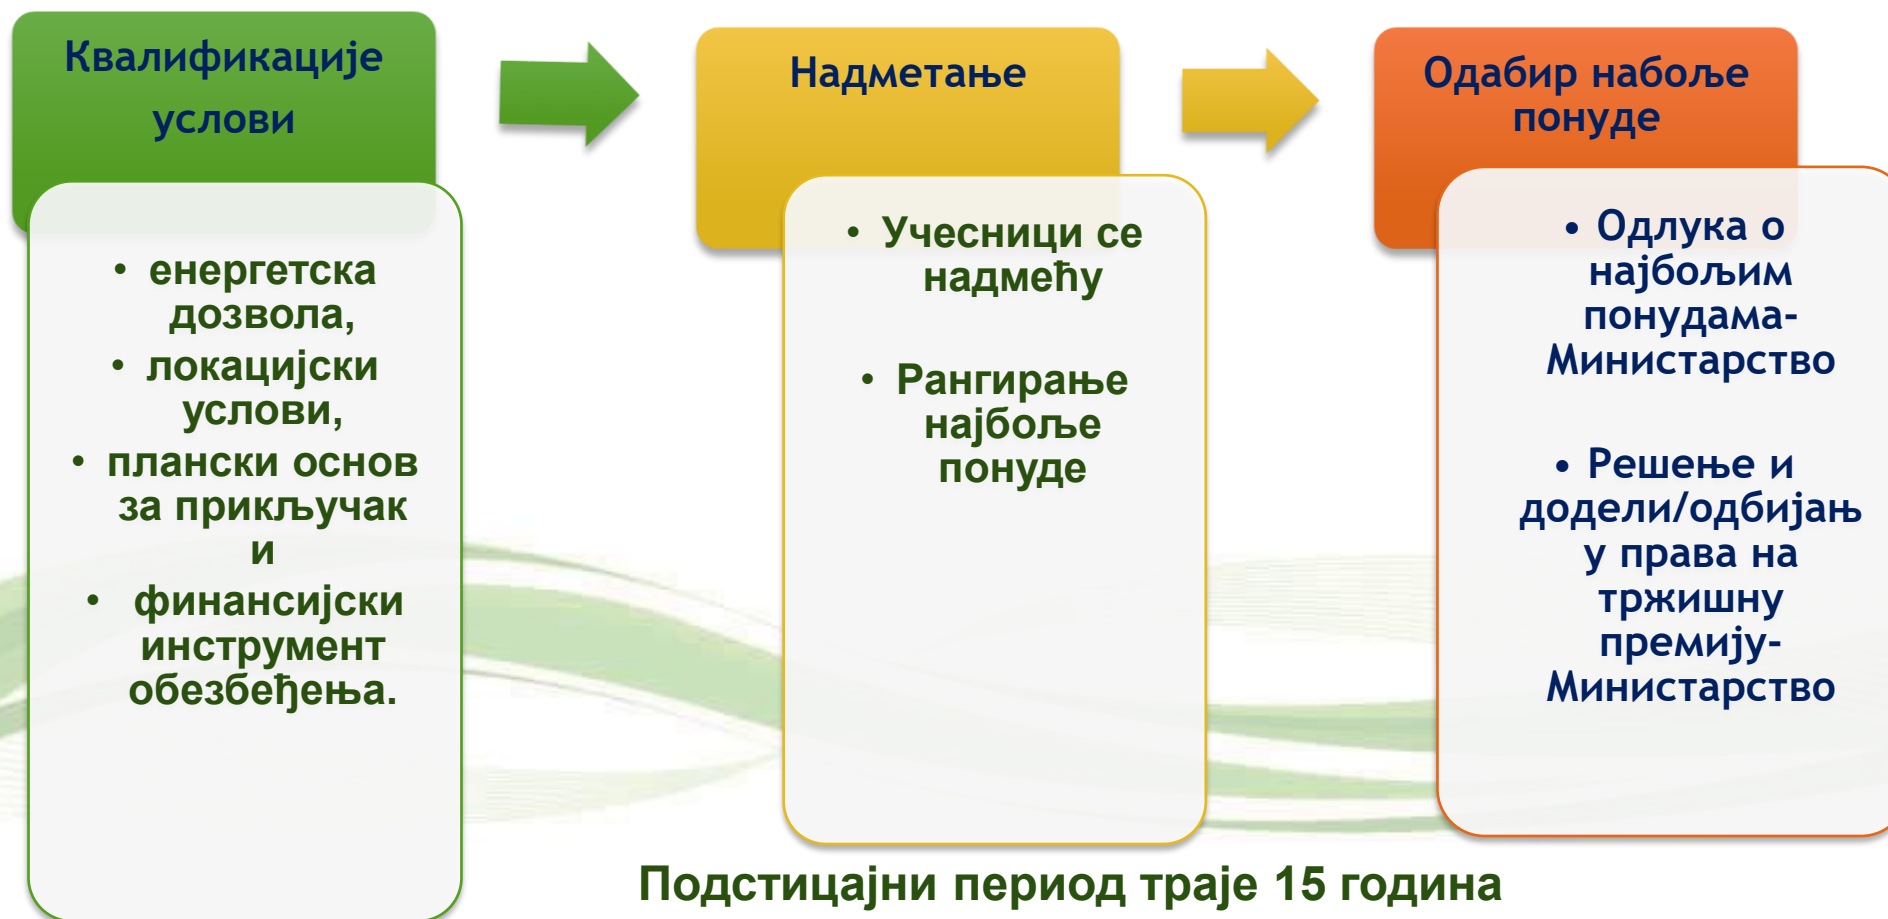 Квалификације
услови
• енергетска
дозвола,
• локацијски
услови,
• плански основ
за прикључак
и
• финансијски
инструмент
обезбеђења.
Надметање
• Учесници се
надмећу
• Рангирање
најбоље
понуде
Одабир набоље
понуде
• Одлука о
најбољим
понудама-
Министарство
• Решење и
додели/одбијањ
у права на
тржишну
премију-
Министарство
Подстицајни период траје 15 година